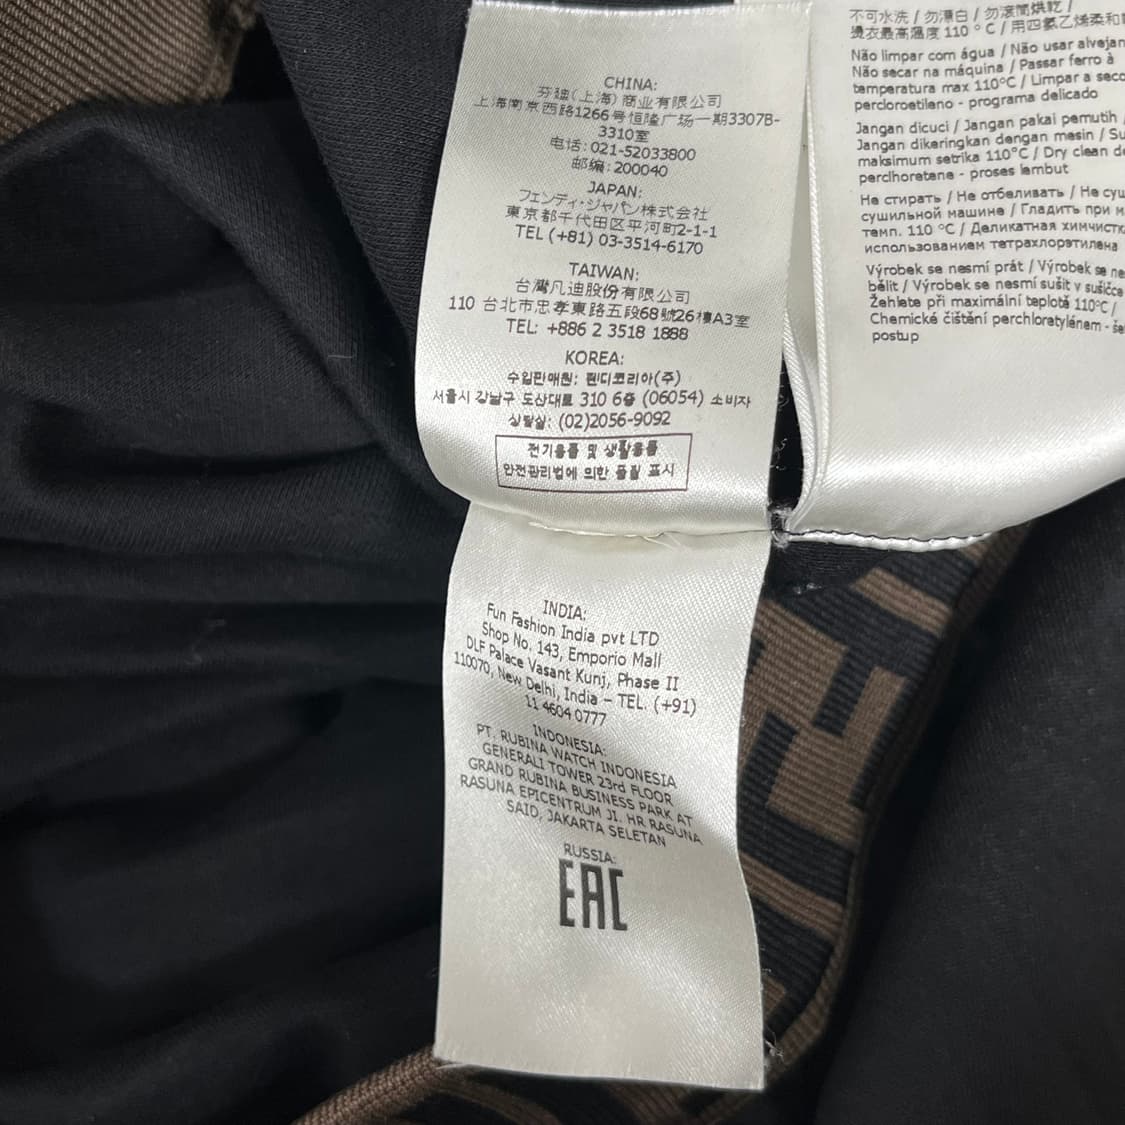 CHINA:
芬迪(上海)商业有限公司
上海南京西路1266号恒隆广场一期3307B-
3310室
电话:021-52033800
邮编:200040
JAPAN:
フェンディ・ジャパン株式会社
東京都千代田区平河町2-1-1
TEL (+81) 03-3514-6170
TAIWAN:
台灣凡迪股份有限公司
110 台北市忠孝東路五段68號26樓A3室
TEL: +886 2 3518 1888
KOREA:
수입판매원: 펜디코리아(주)
서울시 강남구 도산대로 310 6층 (06054) 소비자
상담실: (02)2056-9092
전기용품 및 생활용품
안전관리법에 의한 품질 표시
INDIA:
Fun Fashion India pvt LTD
Shop No. 143, Emporio Mall
DLF Palace Vasant Kunj, Phase II
110070, New Delhi, India – TEL. (+91)
11 4604 0777
INDONESIA:
PT. RUBINA WATCH INDONESIA
GENERALI TOWER 23rd FLOOR
GRAND RUBINA BUSINESS PARK AT
RASUNA EPICENTRUM JI. HR RASUNA
SAID, JAKARTA SELETAN
RUSSIA:
EAC
不可水洗 / 勿漂白 / 勿滾筒烘乾 /
燙衣最高溫度 110 °C / 用四氯乙烯柔和
Não limpar com água / Não usar alvejan
Não secar na máquina / Passar ferro à
temperatura max 110°C / Limpar a seco
percloroetileno - programa delicado
Jangan dicuci / Jangan pakai pemutih /
Jangan dikeringkan dengan mesin / Su
maksimum setrika 110°C / Dry clean de
perclhoretane - proses lembut
Не стирать / Не отбеливать / Не су
сушильной машине / Гладить при м
темп. 110 °C / Деликатная химчистк
использованием тетрахлорэтилена
Výrobek se nesmí prát / Výrobek se ne
bělit / Výrobek se nesmí sušit v sušičce
Žehlete při maximální teplotě 110°C /
Chemické čištění perchloratylénem - še
postup